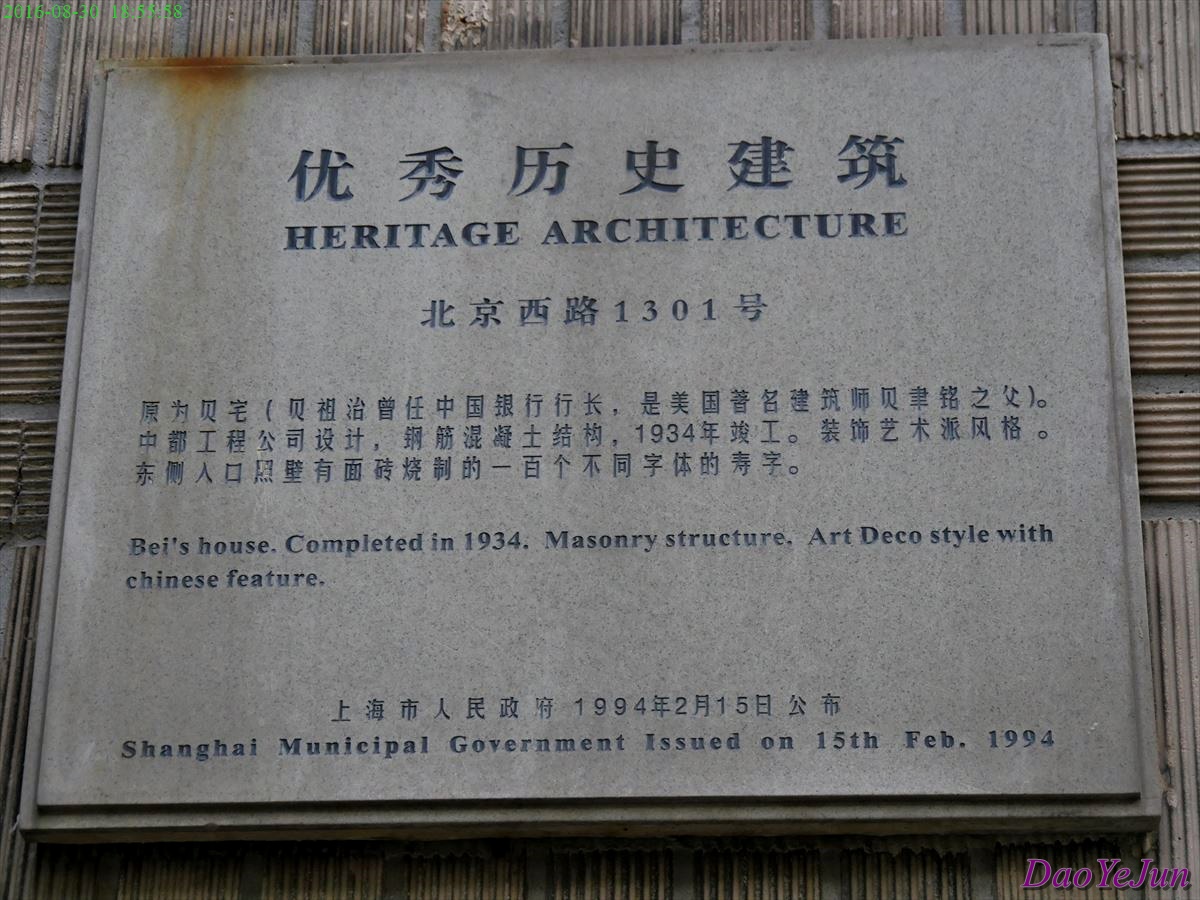 2016-08-30 18:55:58
优秀历史建筑
HERITAGE ARCHITECTURE
北京西路1301号
原为贝宅(贝祖治曾任中国银行行长,是美国著名建筑师贝聿铭之父)。
中都工程公司设计,钢筋混凝土结构,1934年竣工。装饰艺术派风格。
东侧入口照壁有面砖烧制的一百个不同字体的寿字。
Bei's house. Completed in 1934. Masonry structure. Art Deco style with
chinese feature.
上海市人民政府 1994年2月15日公布
Shanghai Municipal Government Issued on 15th Feb. 1994
DaoYeJun